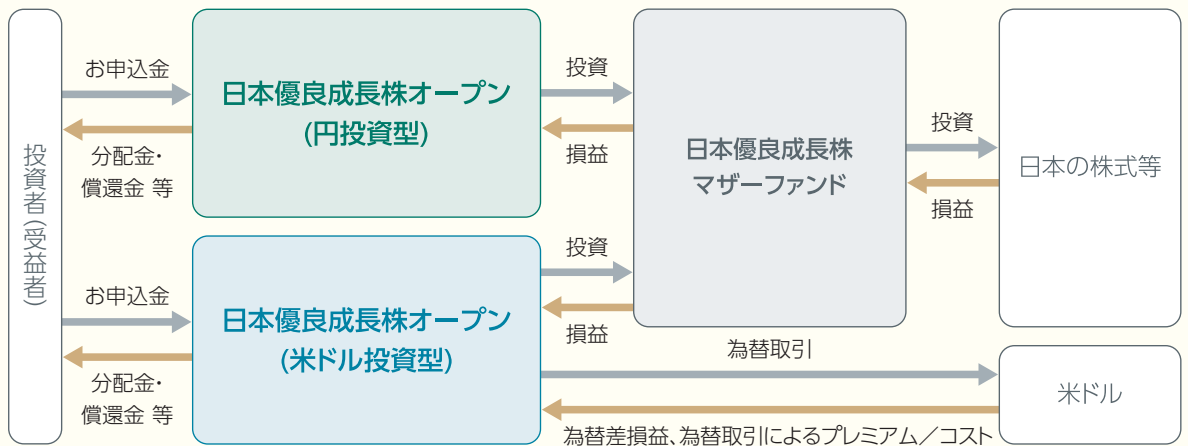 投資者(受益者)
お申込金
分配金・
償還金 等
日本優良成長株オープン
(円投資型)
投資
損益
日本優良成長株
マザーファンド
投資
損益
日本の株式等
お申込金
分配金・
償還金 等
日本優良成長株オープン
(米ドル投資型)
投資
損益
為替取引
為替差損益、為替取引によるプレミアム／コスト
米ドル